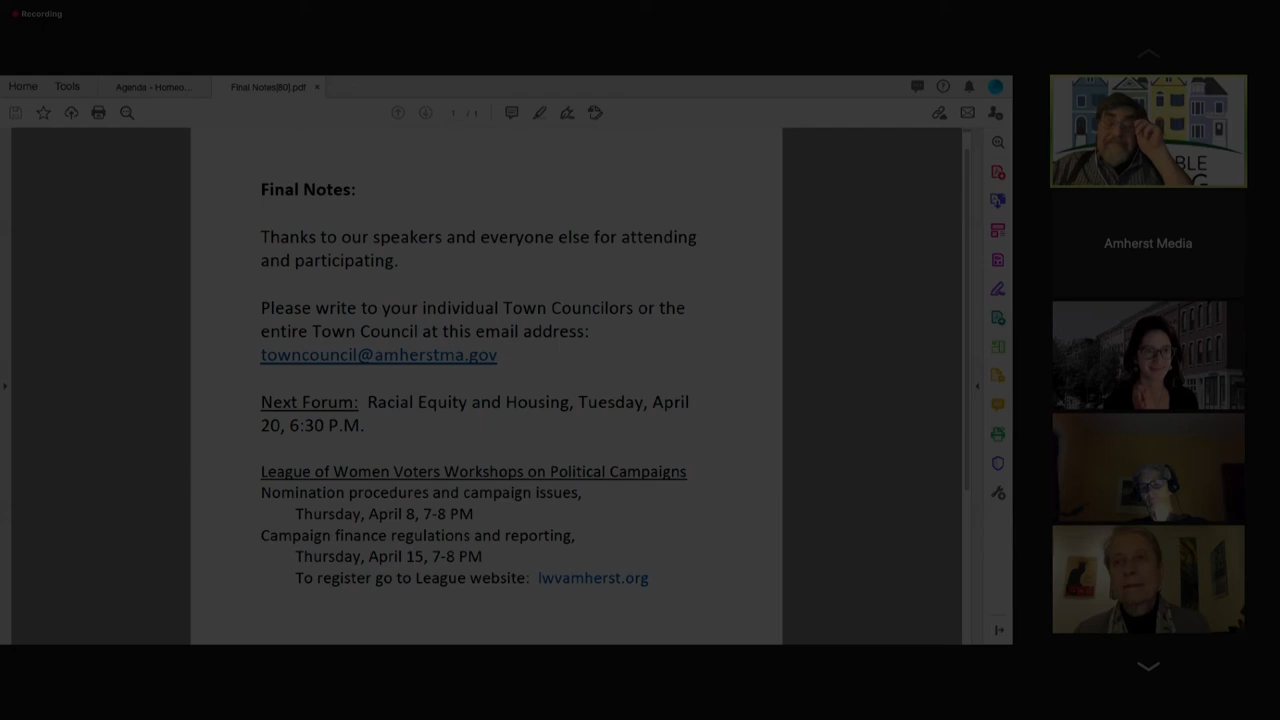 Recording
Home
Tools
Agenda - Homeo...
Final Notes[80].pdf
1 / 1
Final Notes:
Thanks to our speakers and everyone else for attending
and participating.
Please write to your individual Town Councilors or the
entire Town Council at this email address:
towncouncil@amherstma.gov
Next Forum: Racial Equity and Housing, Tuesday, April
20, 6:30 P.M.
League of Women Voters Workshops on Political Campaigns
Nomination procedures and campaign issues,
Thursday, April 8, 7-8 PM
Campaign finance regulations and reporting,
Thursday, April 15, 7-8 PM
To register go to League website: lwvamherst.org
Amherst Media